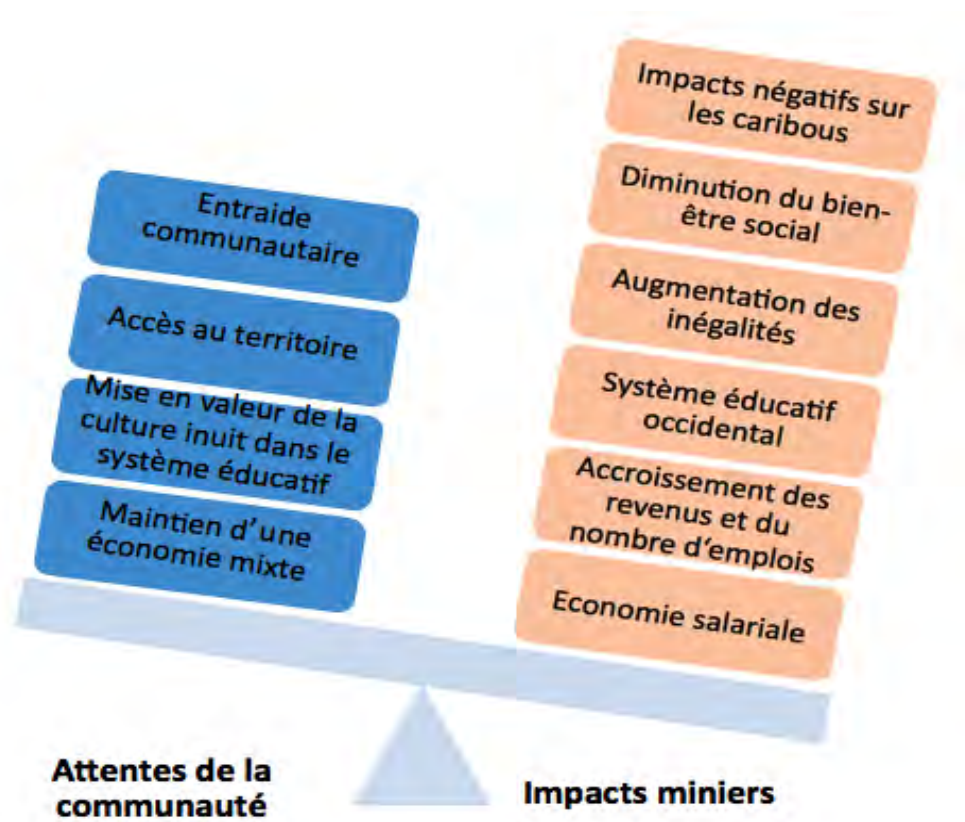 Entraide
communautaire
Accès au territoire
Mise en valeur de la
culture inuit dans le
système éducatif
Maintien d'une
économie mixte
Impacts négatifs sur
les caribous
Diminution du bien-
être social
Augmentation des
inégalités
Système éducatif
occidental
Accroissement des
revenus et du
nombre d'emplois
Economie salariale
Attentes de la
communauté
Impacts miniers